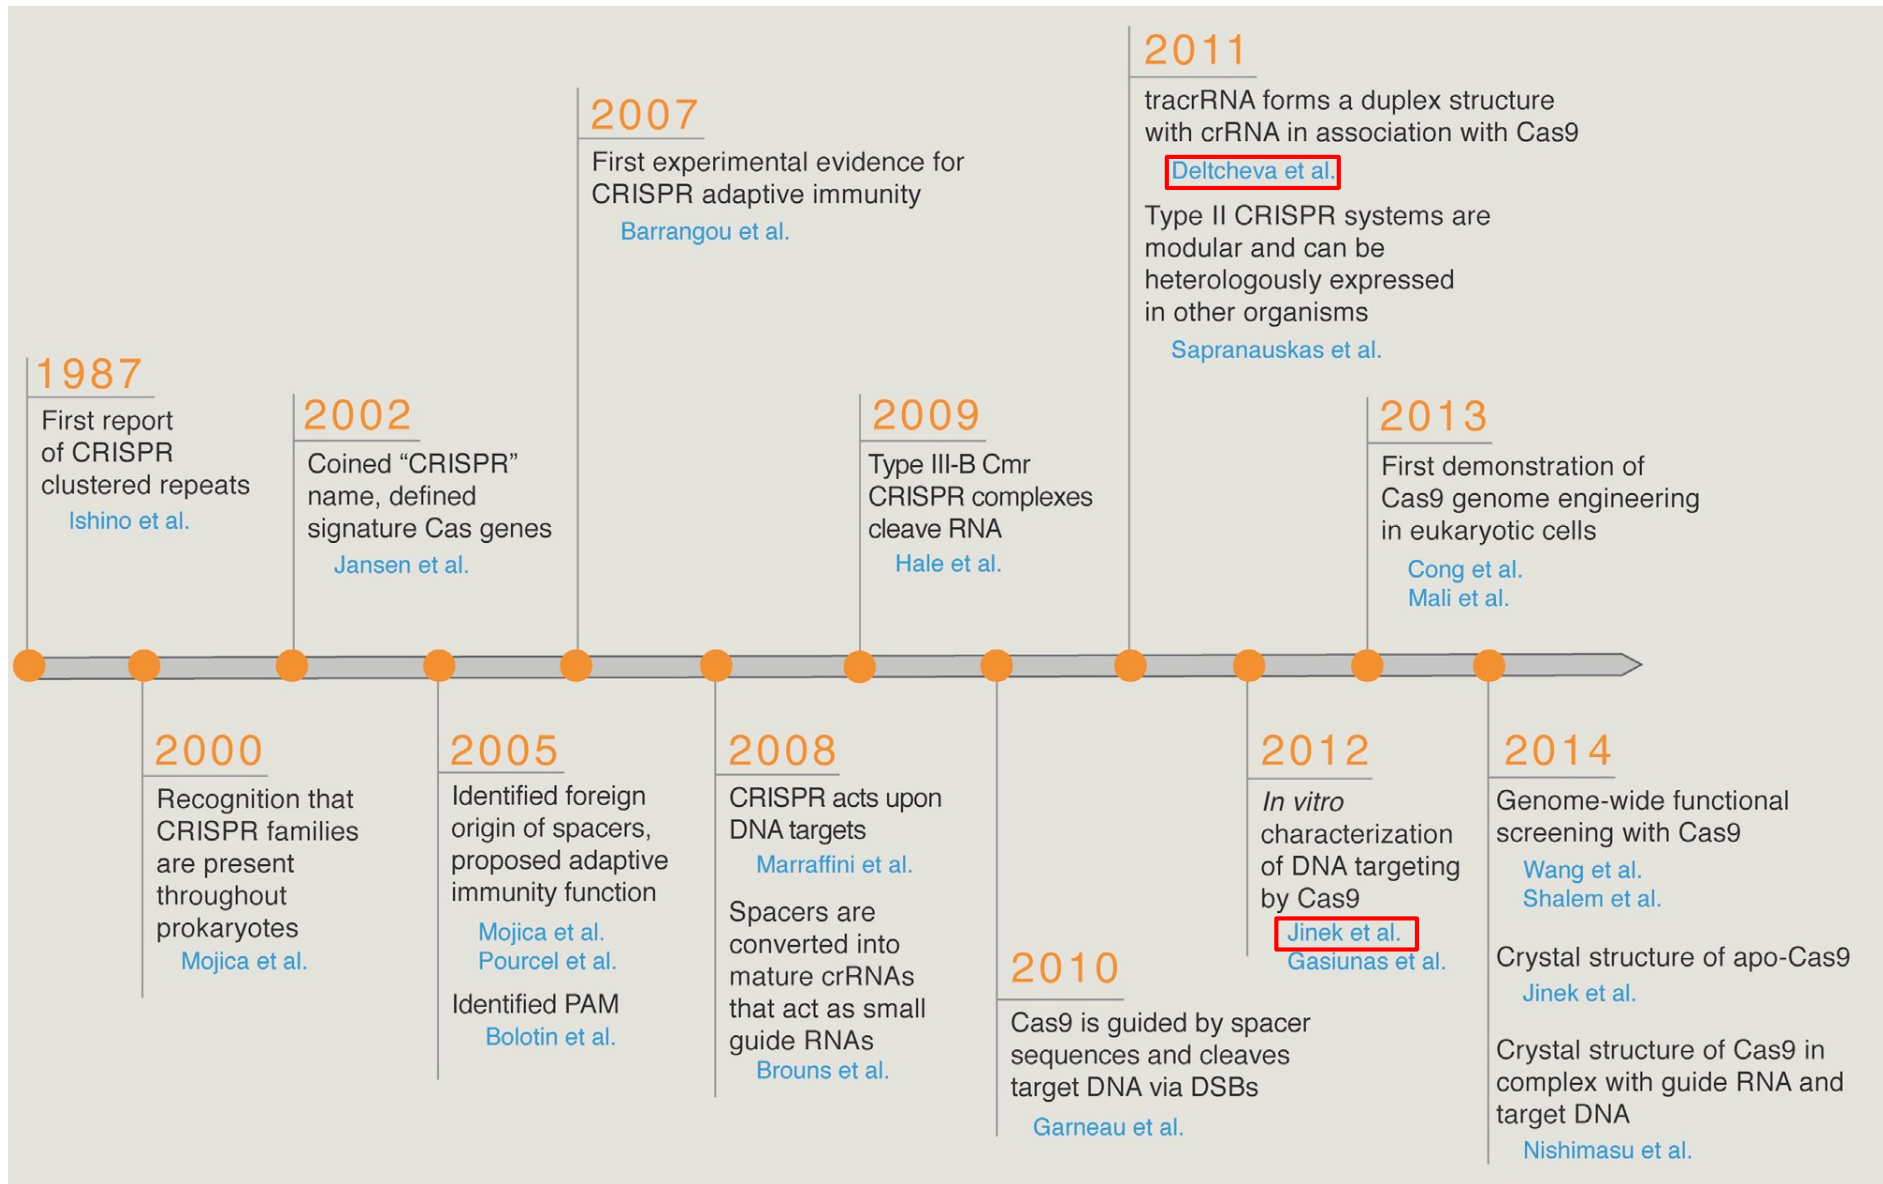 1987
First report
of CRISPR
clustered repeats
Ishino et al.
2000
Recognition that
CRISPR families
are present
throughout
prokaryotes
Mojica et al.
2002
Coined “CRISPR”
name, defined
signature Cas genes
Jansen et al.
2005
Identified foreign
origin of spacers,
proposed adaptive
immunity function
Mojica et al.
Pourcel et al.
Identified PAM
Bolotin et al.
2007
First experimental evidence for
CRISPR adaptive immunity
Barrangou et al.
2008
CRISPR acts upon
DNA targets
Marraffini et al.
Spacers are
converted into
mature crRNAs
that act as small
guide RNAs
Brouns et al.
2009
Type III-B Cmr
CRISPR complexes
cleave RNA
Hale et al.
2010
Cas9 is guided by spacer
sequences and cleaves
target DNA via DSBs
Garneau et al.
2011
tracrRNA forms a duplex structure
with crRNA in association with Cas9
Deltcheva et al.
Type II CRISPR systems are
modular and can be
heterologously expressed
in other organisms
Sapranauskas et al.
2012
In vitro
characterization
of DNA targeting
by Cas9
Jinek et al.
Gasiunas et al.
2013
First demonstration of
Cas9 genome engineering
in eukaryotic cells
Cong et al.
Mali et al.
2014
Genome-wide functional
screening with Cas9
Wang et al.
Shalem et al.
Crystal structure of apo-Cas9
Jinek et al.
Crystal structure of Cas9 in
complex with guide RNA and
target DNA
Nishimasu et al.